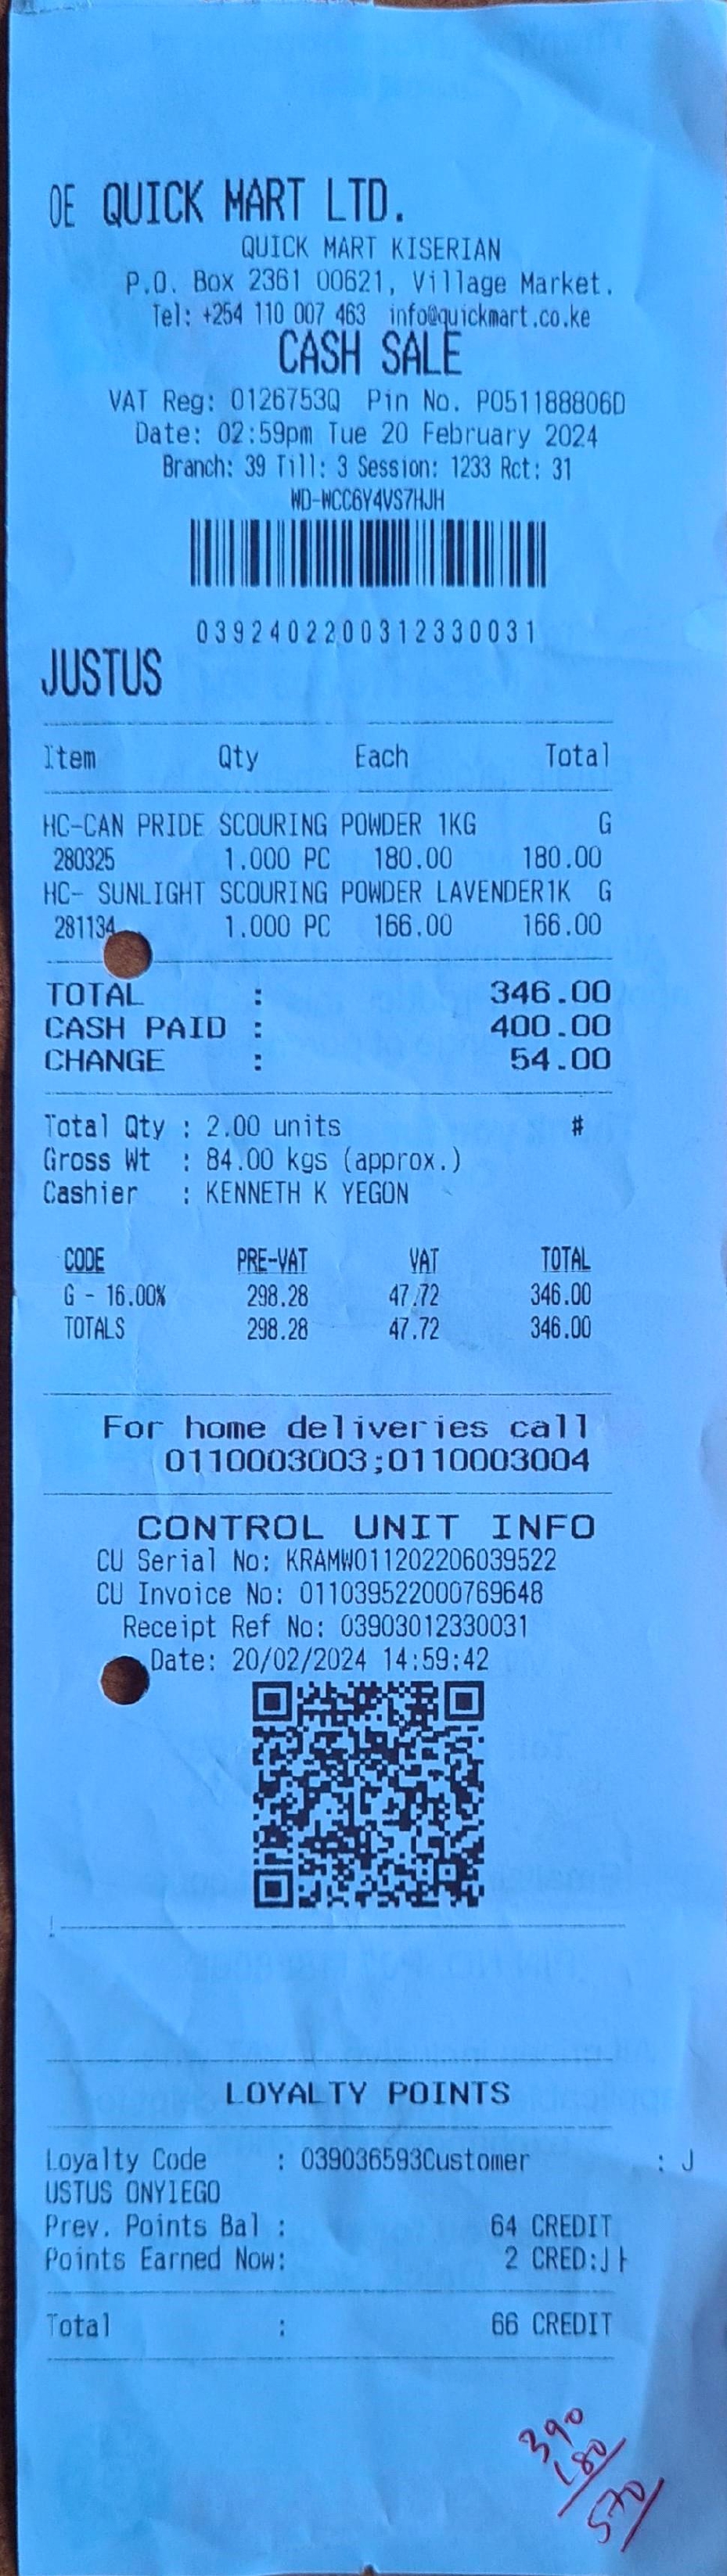 OE QUICK MART LTD.
QUICK MART KISERIAN
P.O. Box 2361 00621, Village Market.
Tel: +254 110 007 463 info@quickmart.co.ke
CASH SALE
VAT Reg: 0126753Q Pin No. P051188806D
Date: 02:59pm Tue 20 February 2024
Branch: 39 Till: 3 Session: 1233 Rct: 31
WD-WCC6Y4VS7HJH
0392402200312330031
JUSTUS
Item Qty Each Total
HC-CAN PRIDE SCOURING POWDER 1KG G
280325 1.000 PC 180.00 180.00
HC- SUNLIGHT SCOURING POWDER LAVENDER1K G
281134 1.000 PC 166.00 166.00
TOTAL : 346.00
CASH PAID : 400.00
CHANGE : 54.00
Total Qty : 2.00 units #
Gross Wt : 84.00 kgs (approx.)
Cashier : KENNETH K YEGON
CODE PRE-VAT VAT TOTAL
G - 16.00% 298.28 47.72 346.00
TOTALS 298.28 47.72 346.00
For home deliveries call
0110003003;0110003004
CONTROL UNIT INFO
CU Serial No: KRAMW011202206039522
CU Invoice No: 0110395220007​69648
Receipt Ref No: 03903012330031
Date: 20/02/2024 14:59:42
LOYALTY POINTS
Loyalty Code : 039036593Customer : J
USTUS ONYIEGO
Prev. Points Bal : 64 CREDIT
Points Earned Now: 2 CRED:J
Total : 66 CREDIT
390
180
570